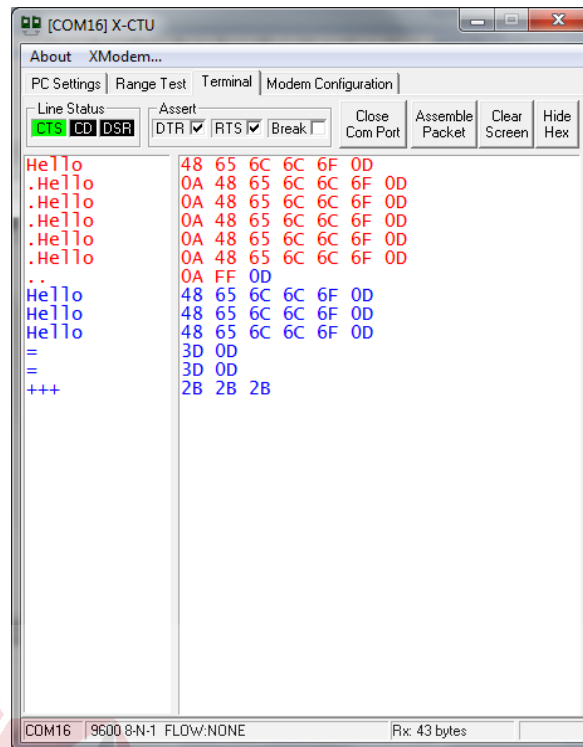 [COM16] X-CTU
About XModem...
PC Settings Range Test Terminal Modem Configuration
Line Status Assert
CTS CD DSR DTR RTS Break Close Com Port Assemble Packet Clear Screen Hide Hex
Hello 48 65 6C 6C 6F 0D
.Hello 0A 48 65 6C 6C 6F 0D
.Hello 0A 48 65 6C 6C 6F 0D
.Hello 0A 48 65 6C 6C 6F 0D
.Hello 0A 48 65 6C 6C 6F 0D
.Hello 0A 48 65 6C 6C 6F 0D
.. 0A FF 0D
Hello 48 65 6C 6C 6F 0D
Hello 48 65 6C 6C 6F 0D
Hello 48 65 6C 6C 6F 0D
= 3D 0D
= 3D 0D
+++ 2B 2B 2B
COM16 9600 8-N-1 FLOW:NONE Rx: 43 bytes